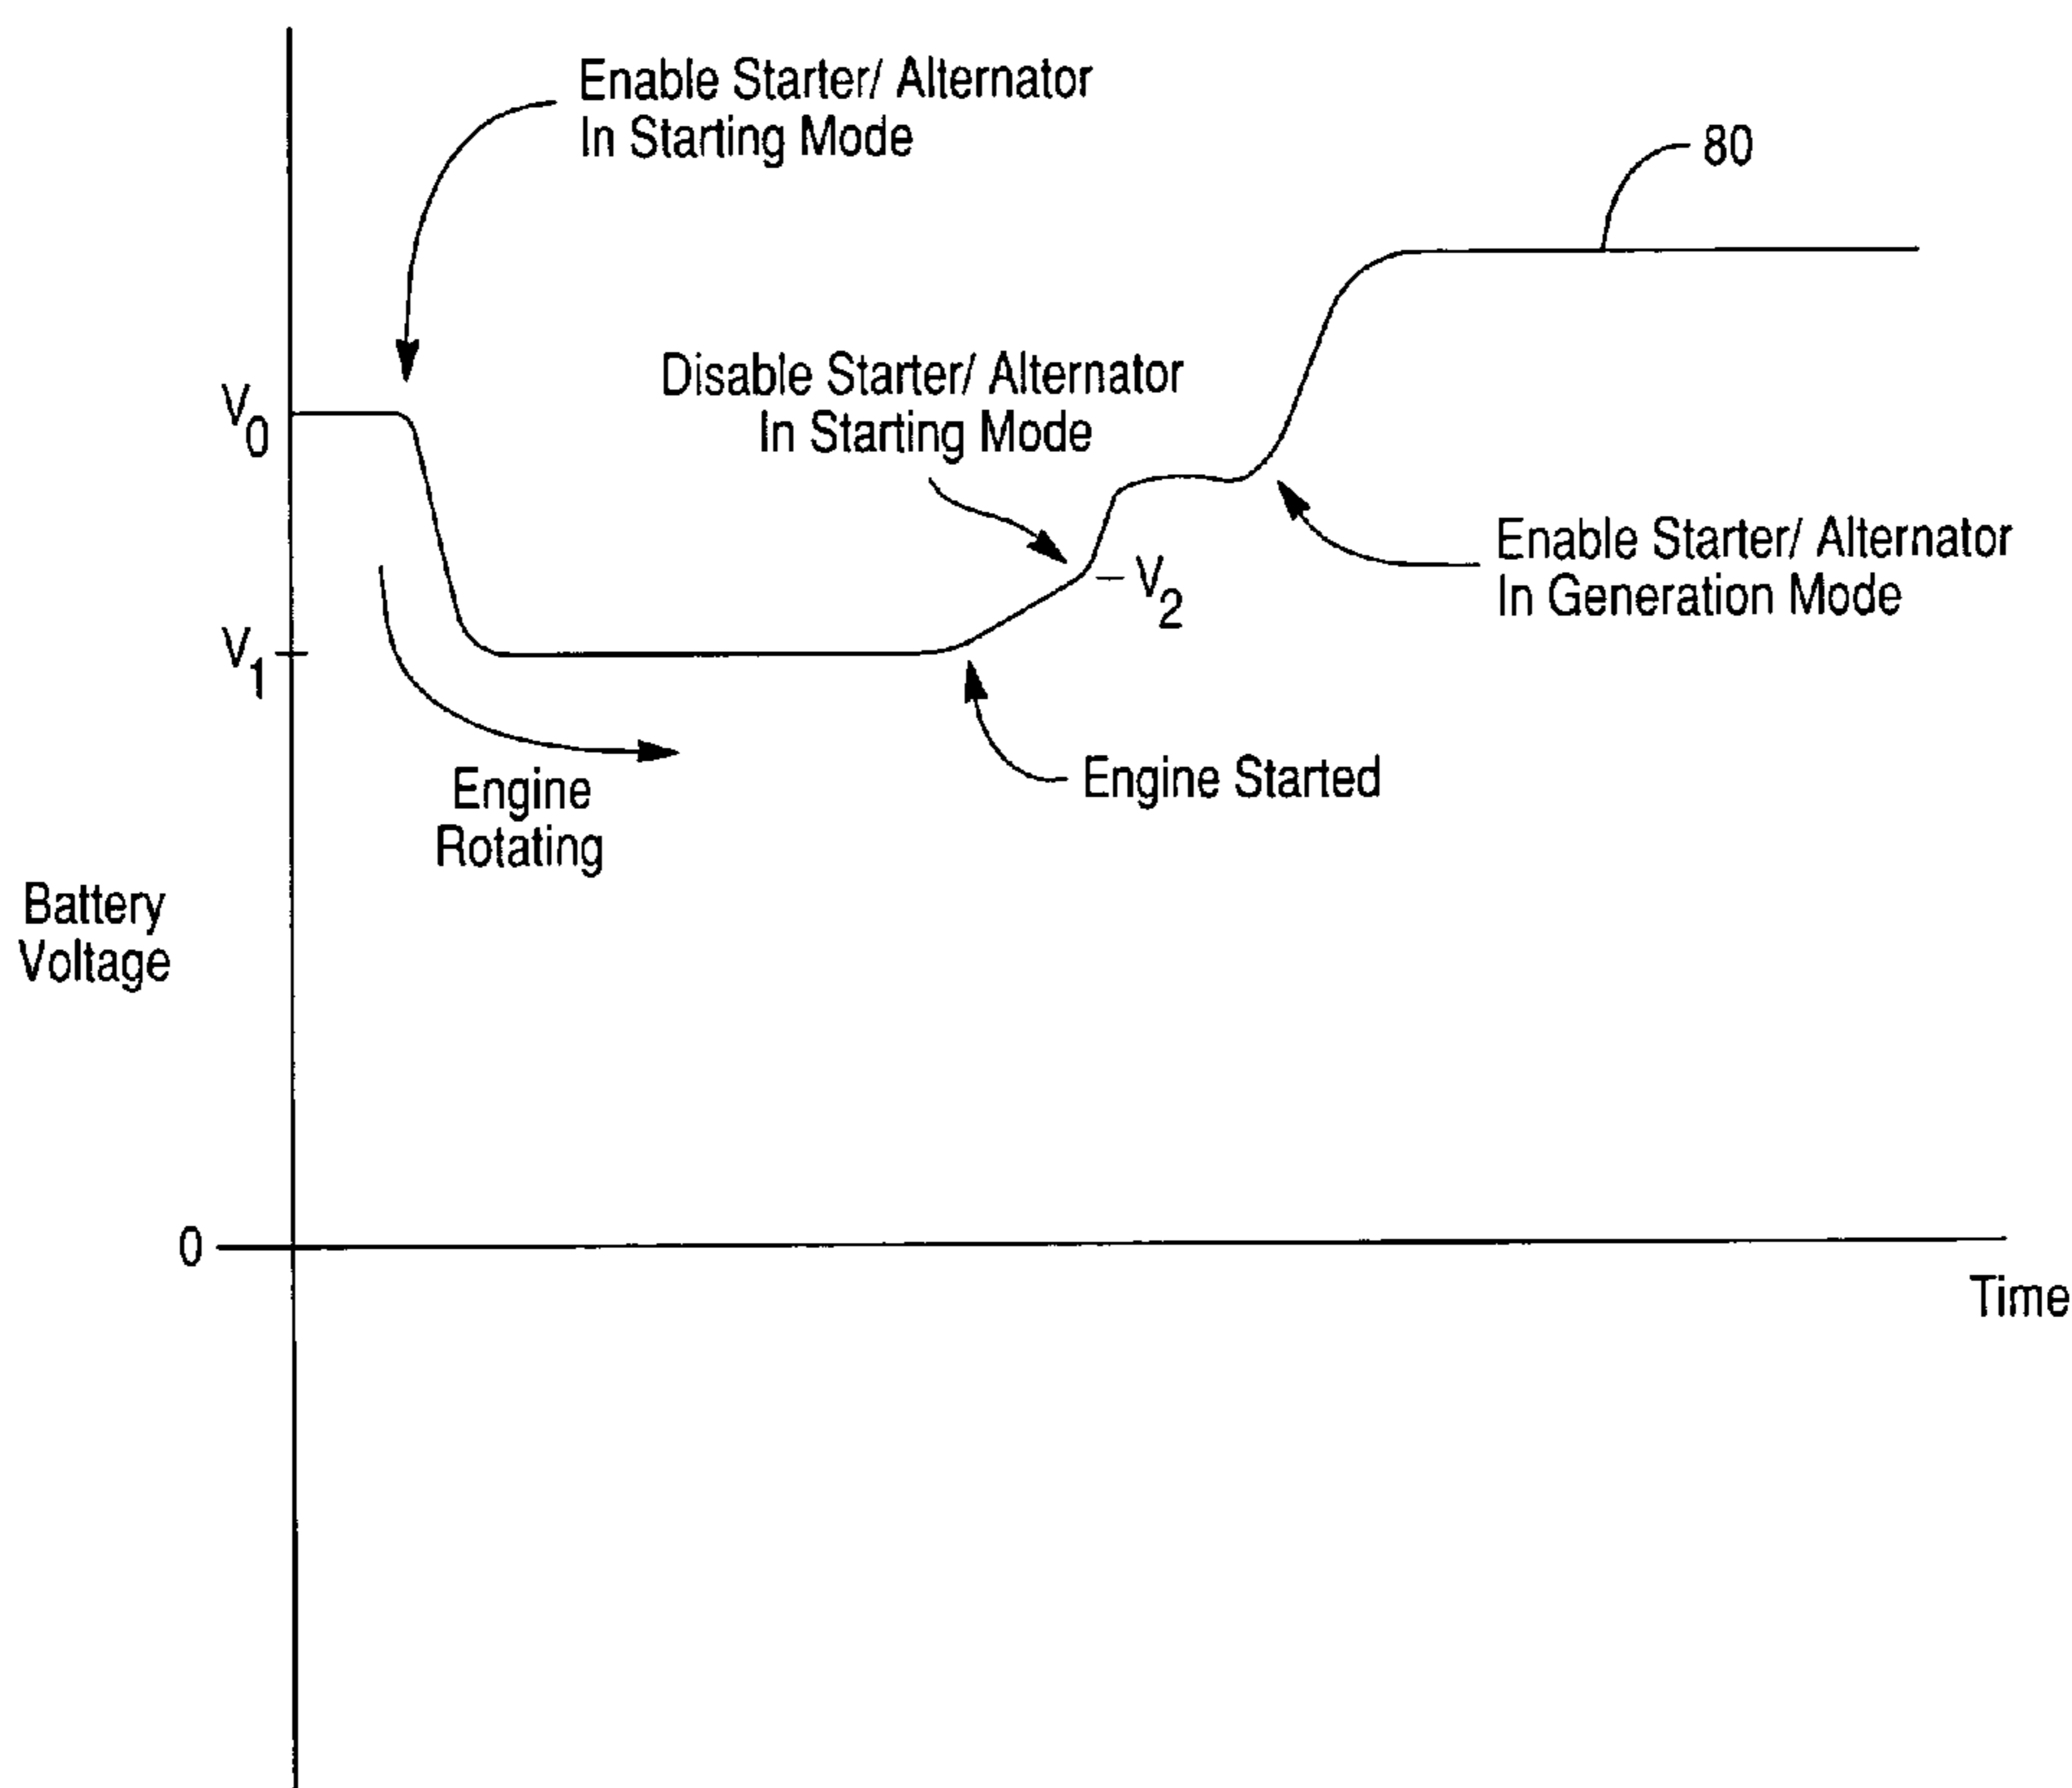 Enable Starter/ Alternator
In Starting Mode
80
Disable Starter/ Alternator
In Starting Mode
V0
V2
Enable Starter/ Alternator
In Generation Mode
V1
Engine Started
Engine
Rotating
Battery
Voltage
0
Time